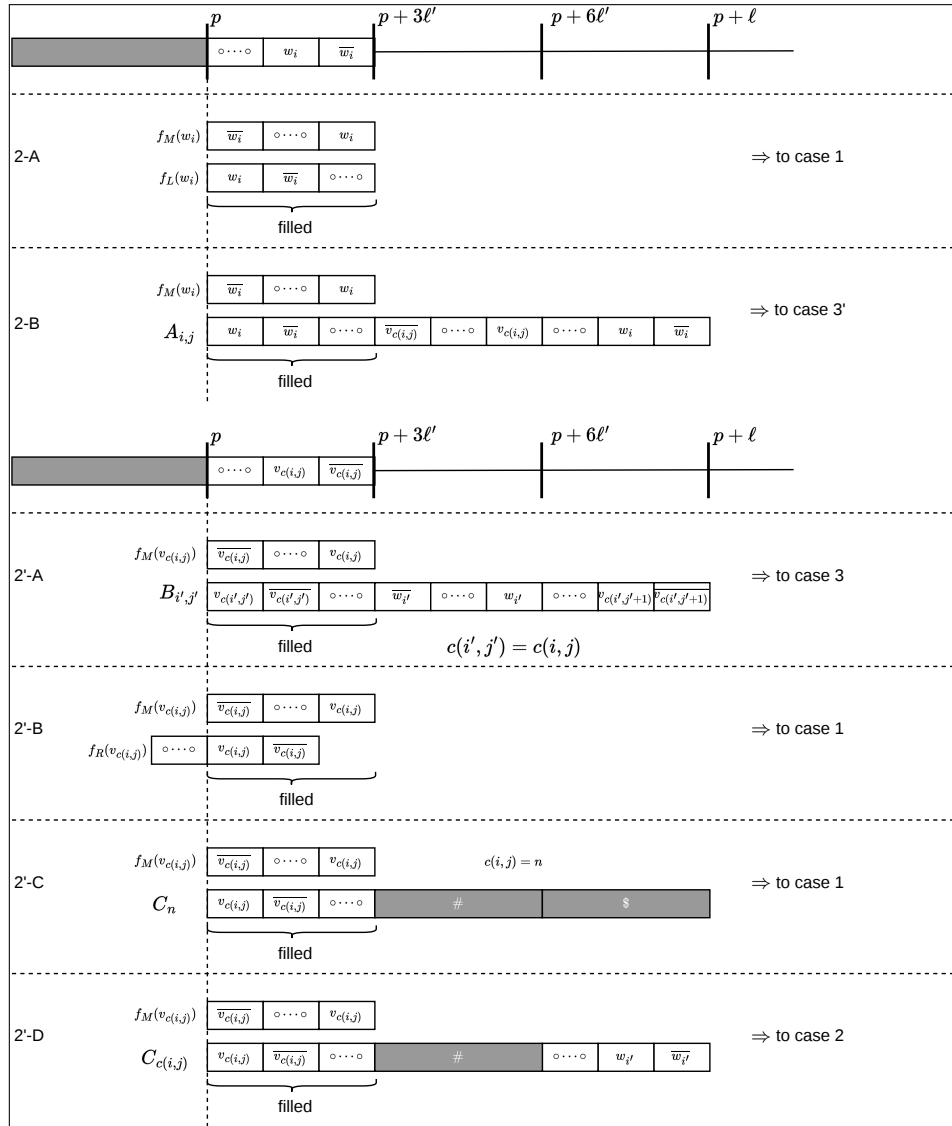 p p + 3ℓ′ p + 6ℓ′ p + ℓ
∘⋯∘ w_i \overline{w_i}
2-A
f_M(w_i) \overline{w_i} ∘⋯∘ w_i
⇒ to case 1
f_L(w_i) w_i \overline{w_i} ∘⋯∘
filled
2-B
f_M(w_i) \overline{w_i} ∘⋯∘ w_i
⇒ to case 3'
A_{i,j} w_i \overline{w_i} ∘⋯∘ \overline{v_{c(i,j)}} ∘⋯∘ v_{c(i,j)} ∘⋯∘ w_i \overline{w_i}
filled
p p + 3ℓ′ p + 6ℓ′ p + ℓ
∘⋯∘ v_{c(i,j)} \overline{v_{c(i,j)}}
2'-A
f_M(v_{c(i,j)}) \overline{v_{c(i,j)}} ∘⋯∘ v_{c(i,j)}
⇒ to case 3
B_{i′,j′} v_{c(i′,j′)} \overline{v_{c(i′,j′)}} ∘⋯∘ \overline{w_{i′}} ∘⋯∘ w_{i′} ∘⋯∘ v_{c(i′,j′+1)} \overline{v_{c(i′,j′+1)}}
filled
c(i′, j′) = c(i, j)
2'-B
f_M(v_{c(i,j)}) \overline{v_{c(i,j)}} ∘⋯∘ v_{c(i,j)}
⇒ to case 1
f_R(v_{c(i,j)}) ∘⋯∘ v_{c(i,j)} \overline{v_{c(i,j)}}
filled
2'-C
f_M(v_{c(i,j)}) \overline{v_{c(i,j)}} ∘⋯∘ v_{c(i,j)}
c(i, j) = n
⇒ to case 1
C_n v_{c(i,j)} \overline{v_{c(i,j)}} ∘⋯∘ # $
filled
2'-D
f_M(v_{c(i,j)}) \overline{v_{c(i,j)}} ∘⋯∘ v_{c(i,j)}
⇒ to case 2
C_{c(i,j)} v_{c(i,j)} \overline{v_{c(i,j)}} ∘⋯∘ # ∘⋯∘ w_{i′} \overline{w_{i′}}
filled